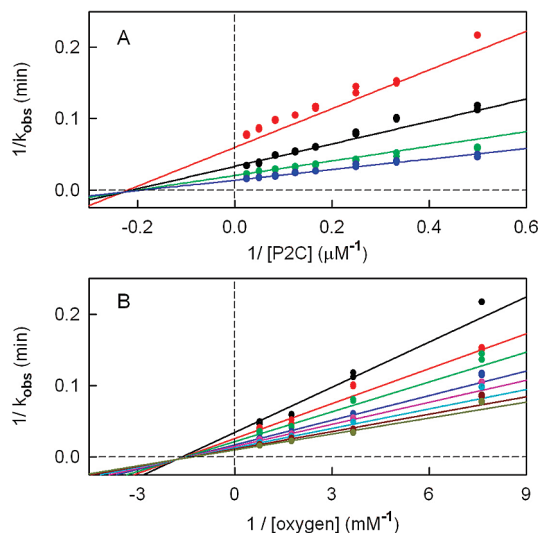 A
0.2
0.1
0.0
1/k_obs (min)
-0.2 0.0 0.2 0.4 0.6
1/ [P2C] (μM⁻¹)
B
0.2
0.1
0.0
1/ k_obs (min)
-3 0 3 6 9
1 / [oxygen] (mM⁻¹)